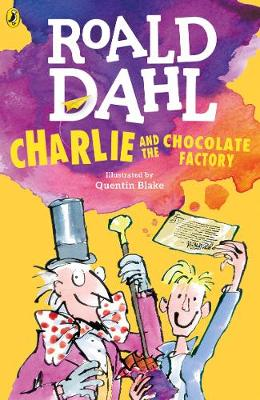 ROALD
DAHL
CHARLIE AND THE CHOCOLATE
FACTORY
Illustrated by
Quentin Blake